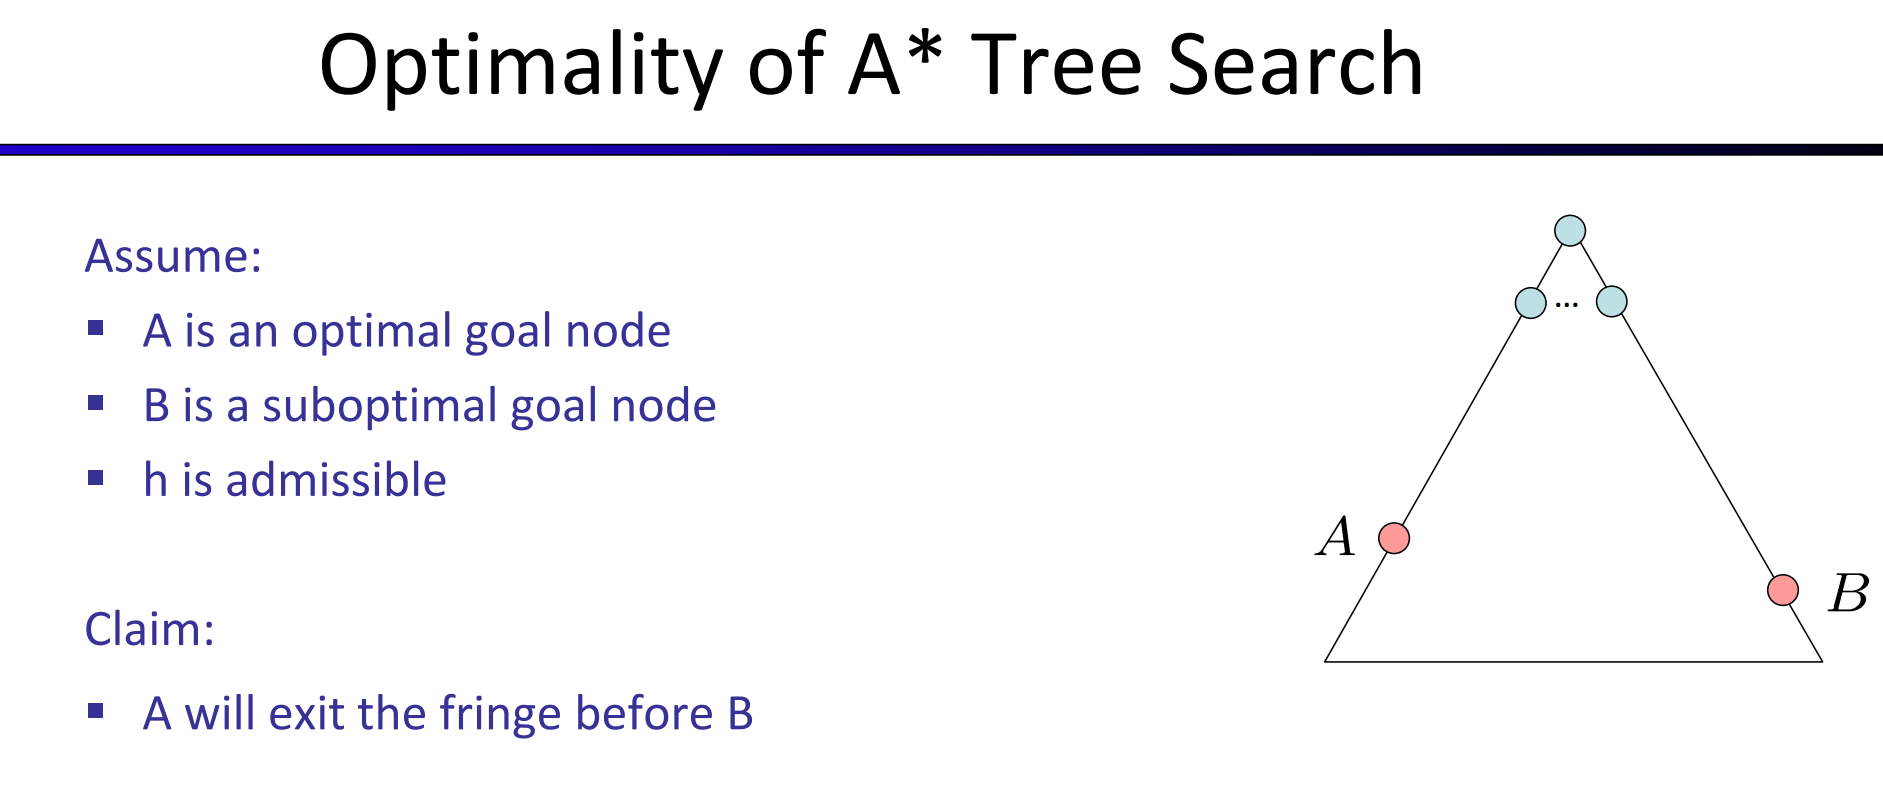 Optimality of A* Tree Search
Assume:
▪ A is an optimal goal node
▪ B is a suboptimal goal node
▪ h is admissible
Claim:
▪ A will exit the fringe before B
...
A
B